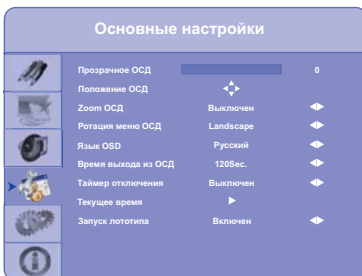 Основные настройки
Прозрачное ОСД 0
Положение ОСД
Zoom ОСД Выключен
Ротация меню ОСД Landscape
Язык OSD Русский
Время выхода из ОСД 120Sec.
Таймер отключения Выключен
Текущее время
Запуск лототипа Включен